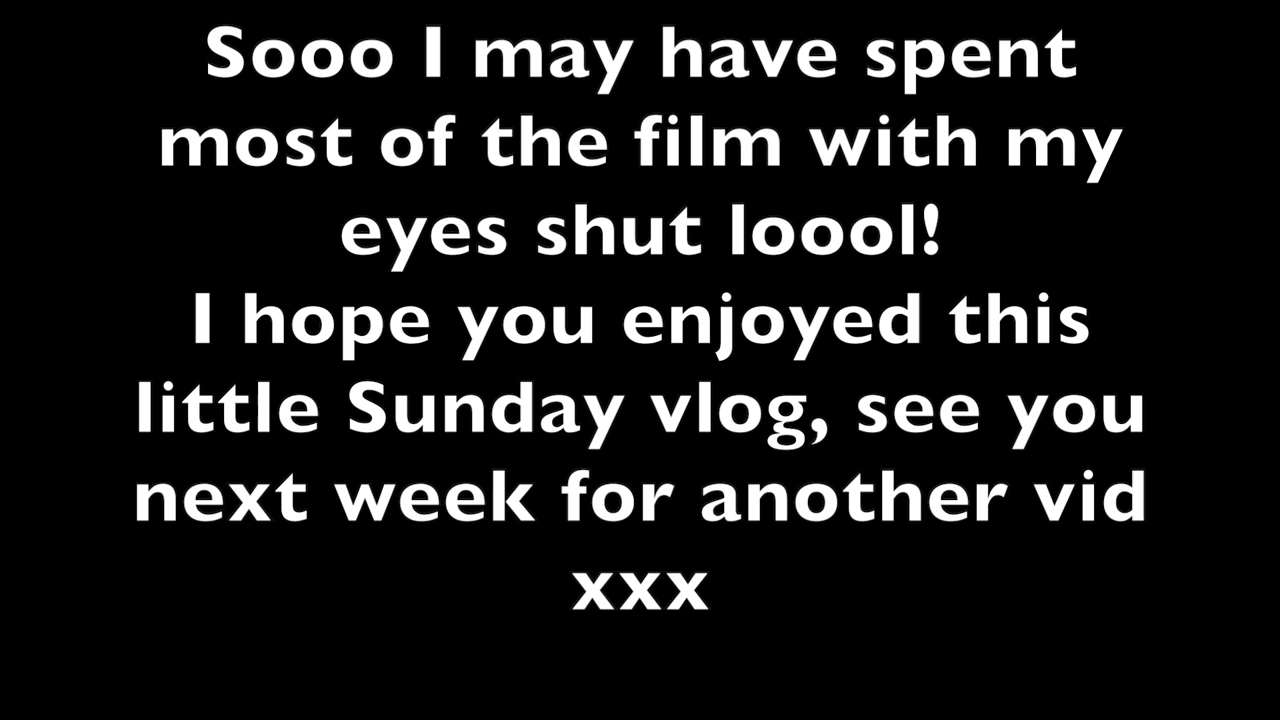 Sooo I may have spent
most of the film with my
eyes shut loool!
I hope you enjoyed this
little Sunday vlog, see you
next week for another vid
xxx